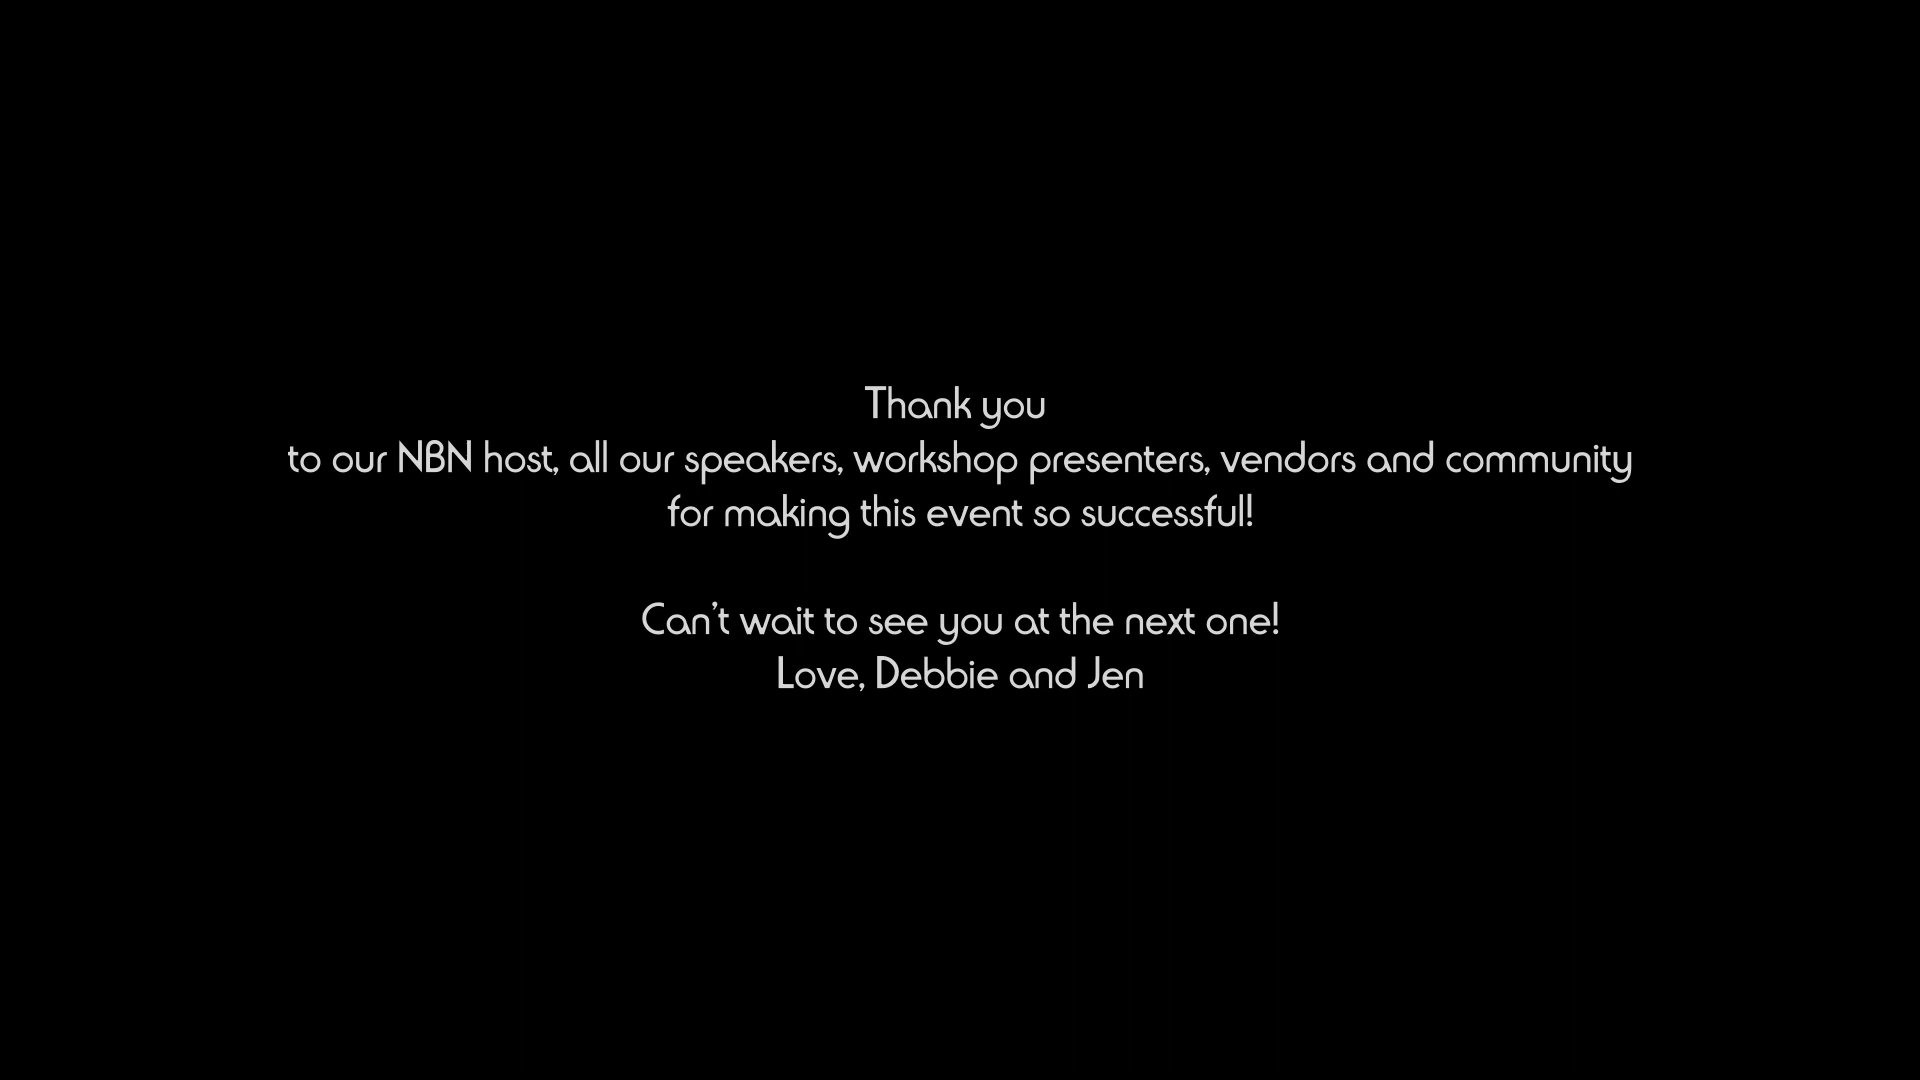 Thank you
to our NBN host, all our speakers, workshop presenters, vendors and community
for making this event so successful!
Can't wait to see you at the next one!
Love, Debbie and Jen